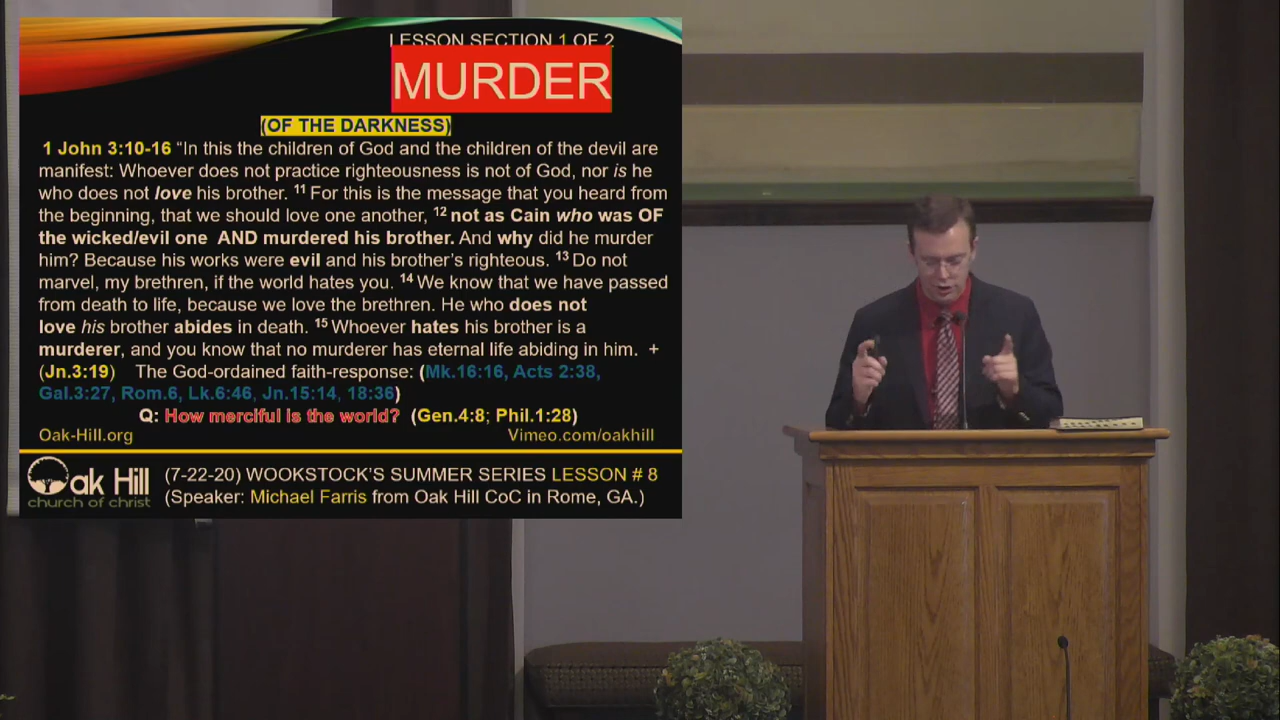 LESSON SECTION 1 OF 2
MURDER
(OF THE DARKNESS)
1 John 3:10-16 “In this the children of God and the children of the devil are
manifest: Whoever does not practice righteousness is not of God, nor is he
who does not love his brother. 11 For this is the message that you heard from
the beginning, that we should love one another, 12 not as Cain who was OF
the wicked/evil one AND murdered his brother. And why did he murder
him? Because his works were evil and his brother’s righteous. 13 Do not
marvel, my brethren, if the world hates you. 14 We know that we have passed
from death to life, because we love the brethren. He who does not
love his brother abides in death. 15 Whoever hates his brother is a
murderer, and you know that no murderer has eternal life abiding in him. +
(Jn.3:19) The God-ordained faith-response: (Mk.16:16, Acts 2:38,
Gal.3:27, Rom.6, Lk.6:46, Jn.15:14, 18:36)
Q: How merciful is the world? (Gen.4:8; Phil.1:28)
Oak-Hill.org Vimeo.com/oakhill
Oak Hill
church of christ
(7-22-20) WOOKSTOCK’S SUMMER SERIES LESSON # 8
(Speaker: Michael Farris from Oak Hill CoC in Rome, GA.)